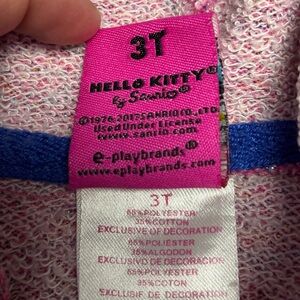 3T
HELLO KITTY®
by Sanrio®
©1976, 2017 SANRIO CO., LTD.
Used Under License
www.sanrio.com
e-playbrands®
www.eplaybrands.com
3T
65%POLYESTER
35%COTTON
EXCLUSIVE OF DECORATION
65%POLIESTER
35%ALGODON
EXCLUSIVO DE DECORACION
65%POLYESTER
35%COTON
EXCLUSIF DE DECORATION